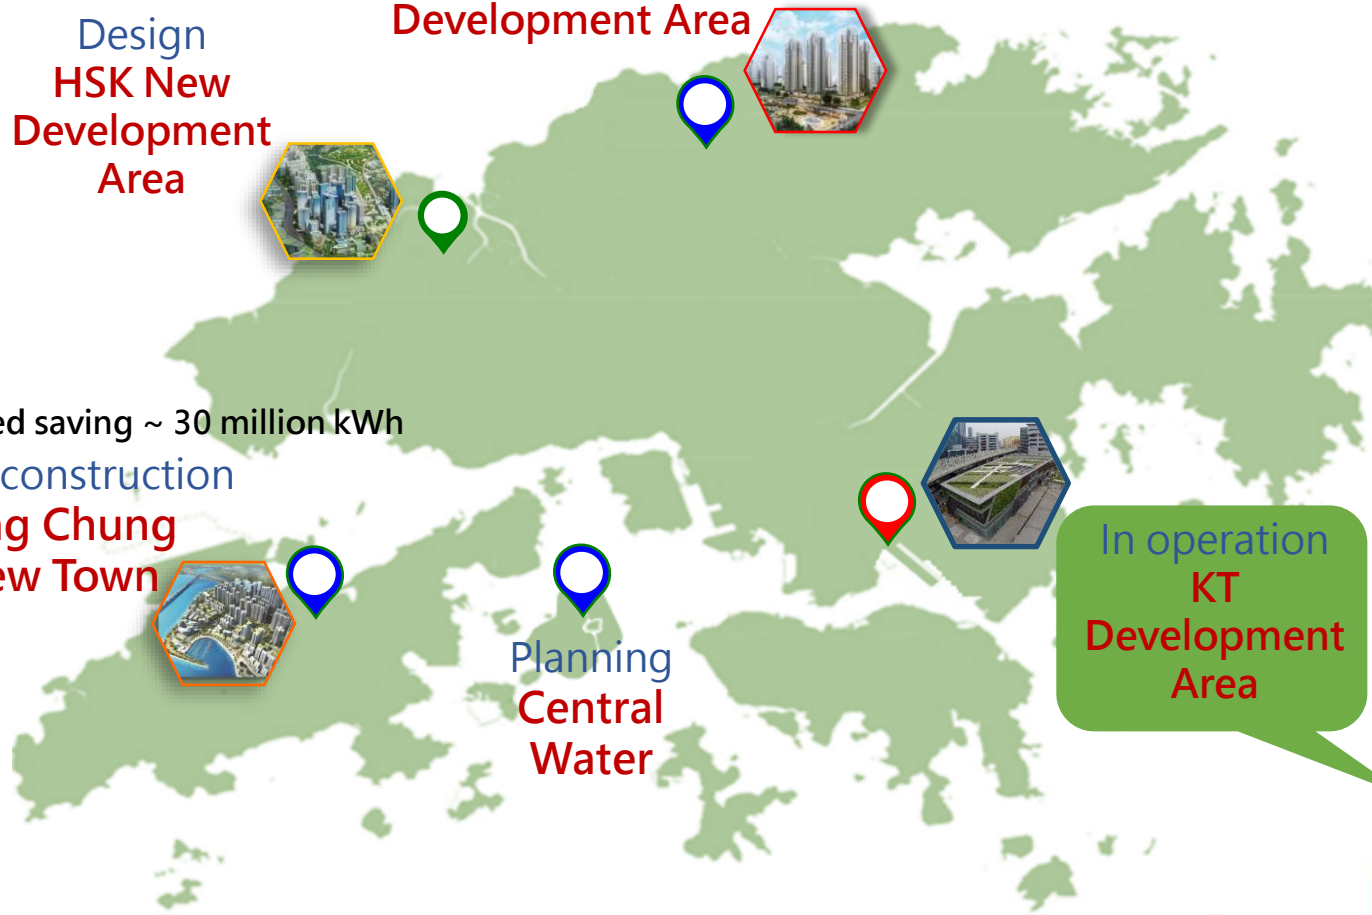 Development Area
Design
HSK New
Development
Area
ed saving ~ 30 million kWh
construction
g Chung
ew Town
Planning
Central
Water
In operation
KT
Development
Area